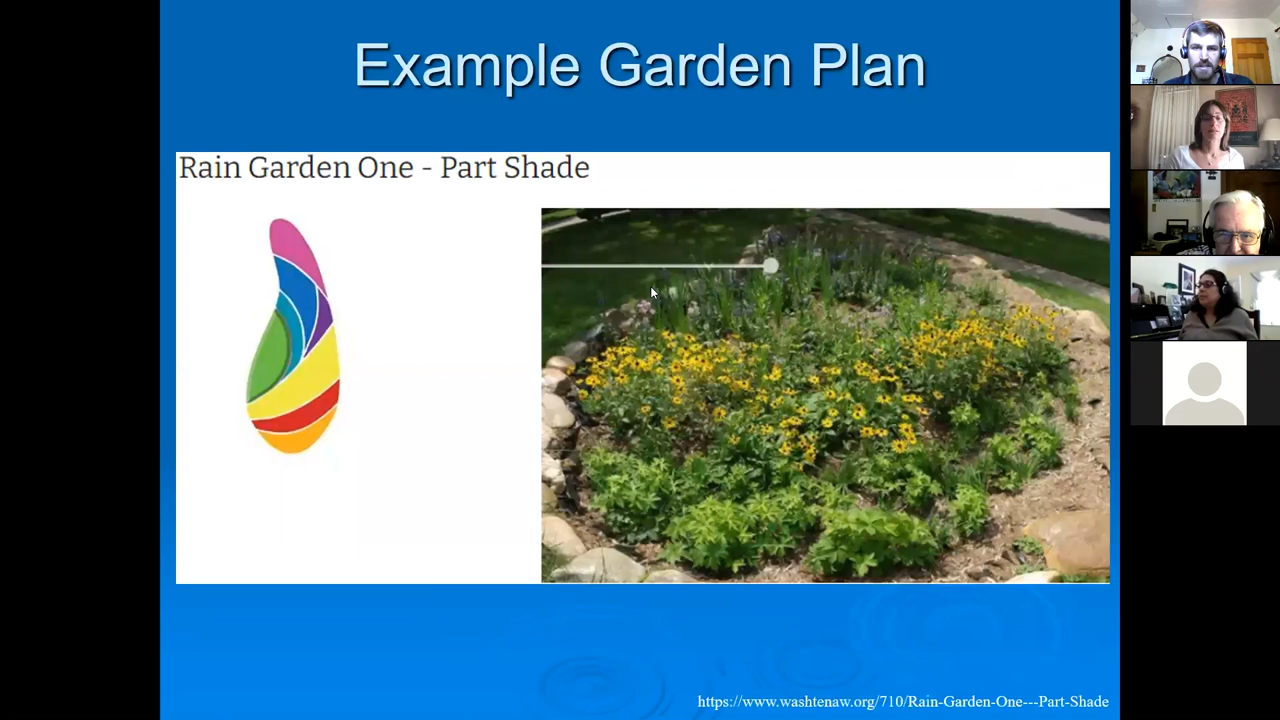 Example Garden Plan
Rain Garden One - Part Shade
https://www.washtenaw.org/710/Rain-Garden-One---Part-Shade